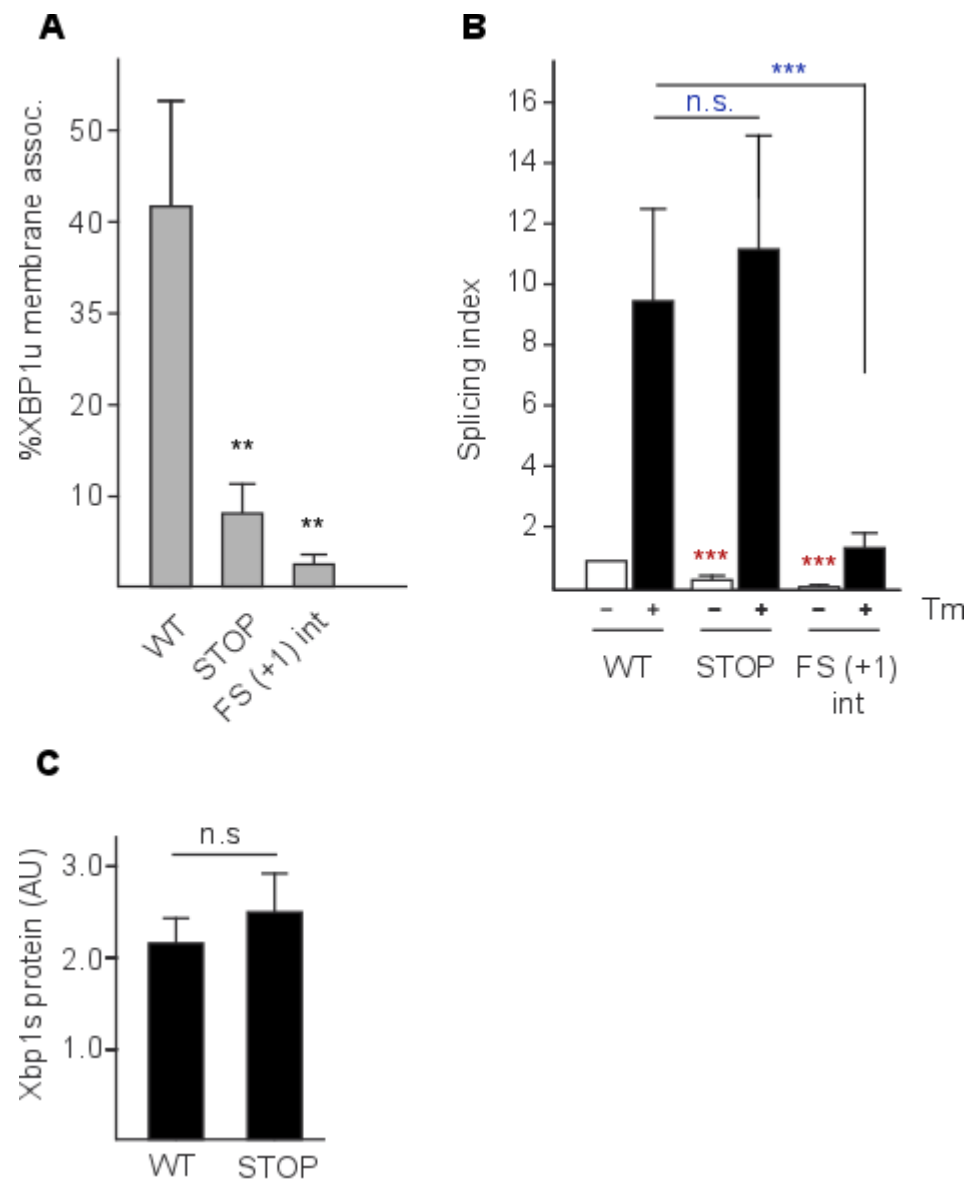 A
%XBP1u membrane assoc.
50
40
35
20
10
**
**
WT
STOP
FS (+1) int
B
Splicing index
16
14
12
10
8
6
4
2
***
n.s.
***
***
– + – + – + Tm
WT STOP FS (+1)
int
C
Xbp1s protein (AU)
3.0
2.0
1.0
n.s
WT STOP